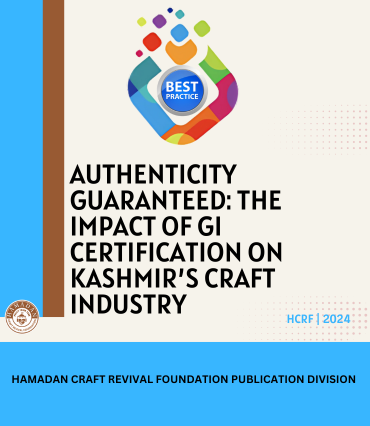 BEST
PRACTICE
AUTHENTICITY
GUARANTEED: THE
IMPACT OF GI
CERTIFICATION ON
KASHMIR'S CRAFT
INDUSTRY
HCRF | 2024
HAMADAN CRAFT REVIVAL FOUNDATION PUBLICATION DIVISION